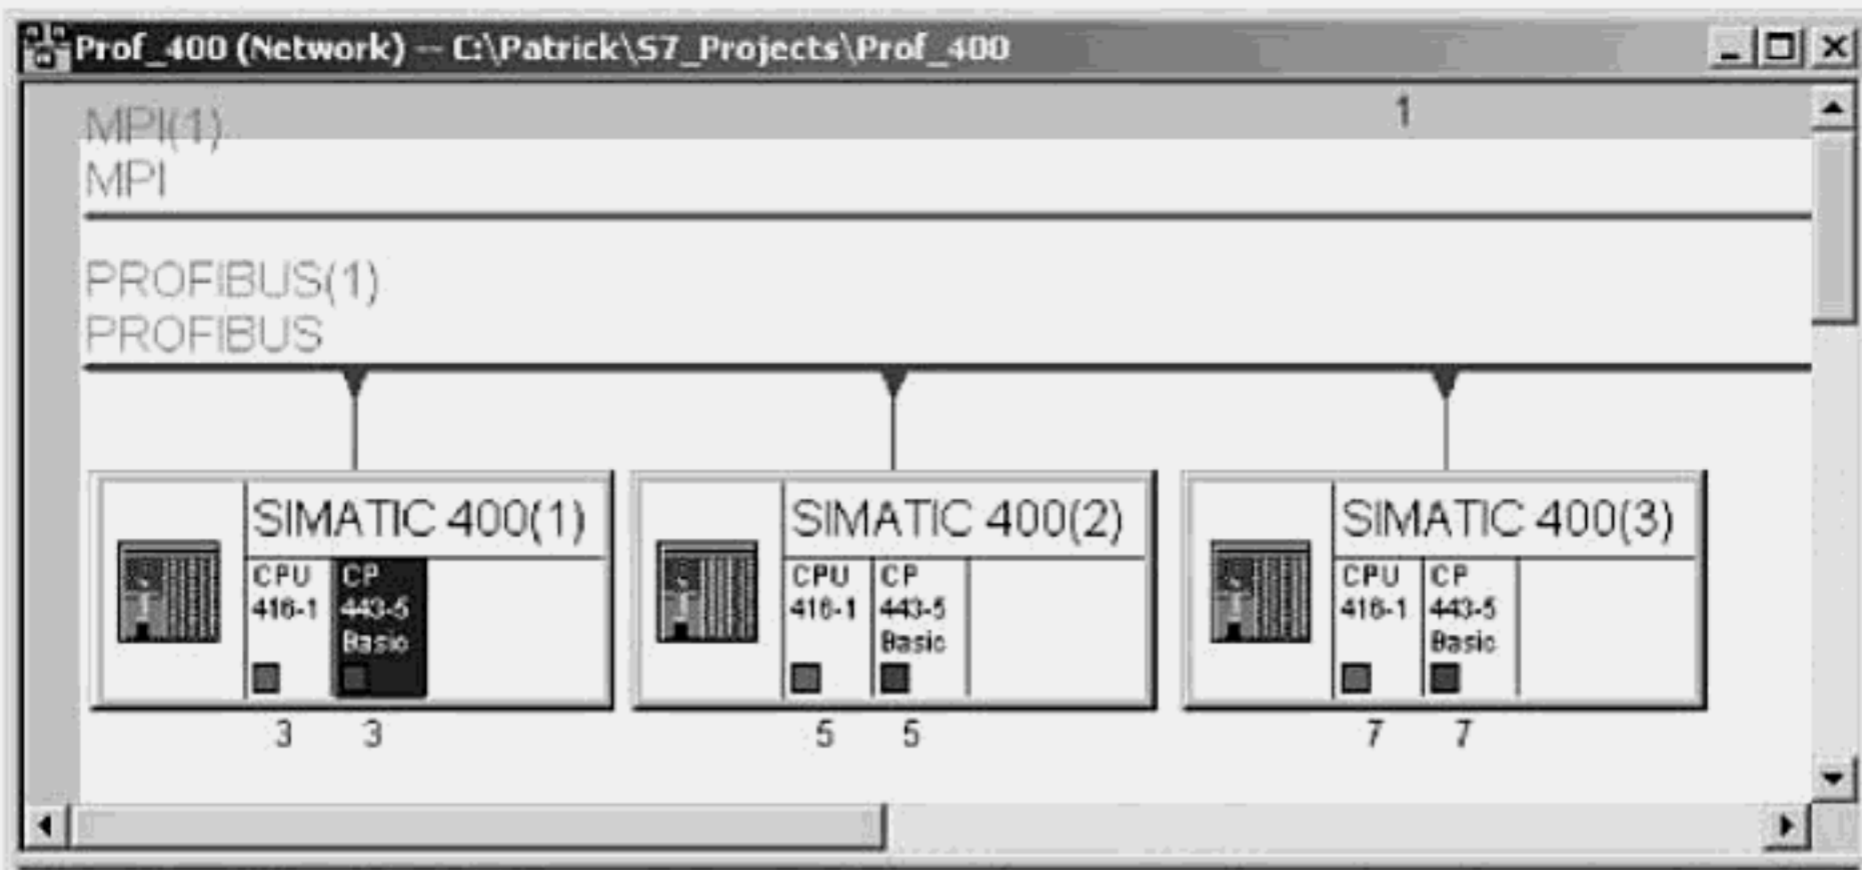 Prof_400 (Network) -- C:\Patrick\S7_Projects\Prof_400
1
MPI(1)
MPI
PROFIBUS(1)
PROFIBUS
SIMATIC 400(1)
CPU
416-1
CP
443-5
Basic
3 3
SIMATIC 400(2)
CPU
416-1
CP
443-5
Basic
5 5
SIMATIC 400(3)
CPU
416-1
CP
443-5
Basic
7 7